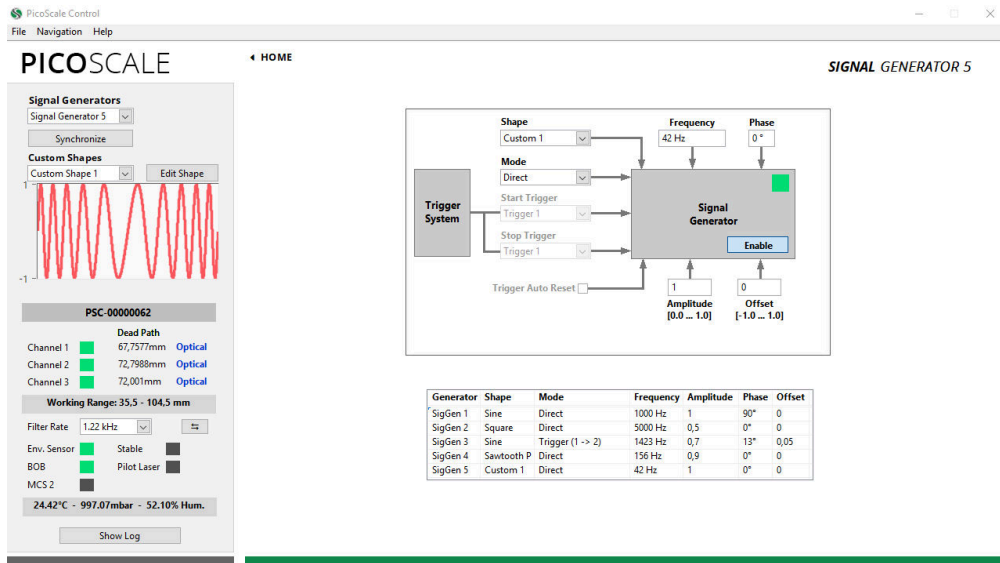 PicoScale Control
File Navigation Help
PICOSCALE
HOME
SIGNAL GENERATOR 5
Signal Generators
Signal Generator 5
Synchronize
Custom Shapes
Custom Shape 1 Edit Shape
1
-1
PSC-00000062
Dead Path
Channel 1 67,7577mm Optical
Channel 2 72,7988mm Optical
Channel 3 72,001mm Optical
Working Range: 35,5 - 104,5 mm
Filter Rate 1.22 kHz
Env. Sensor Stable
BOB Pilot Laser
MCS 2
24.42°C - 997.07mbar - 52.10% Hum.
Show Log
Shape Frequency Phase
Custom 1 42 Hz 0 °
Mode
Direct
Start Trigger
Trigger 1
Stop Trigger
Trigger 1
Trigger Auto Reset
Trigger
System
Signal
Generator
Enable
1 0
Amplitude Offset
[0.0 ... 1.0] [-1.0 ... 1.0]
Generator Shape Mode Frequency Amplitude Phase Offset
SigGen 1 Sine Direct 1000 Hz 1 90° 0
SigGen 2 Square Direct 5000 Hz 0,5 0° 0
SigGen 3 Sine Trigger (1 -> 2) 1423 Hz 0,7 13° 0,05
SigGen 4 Sawtooth P Direct 156 Hz 0,9 0° 0
SigGen 5 Custom 1 Direct 42 Hz 1 0° 0